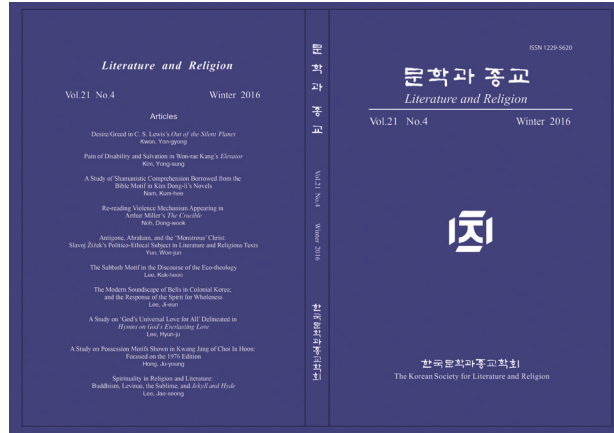 Literature and Religion
Vol.21 No.4 Winter 2016
Articles
Desire/Greed in C. S. Lewis's Out of the Silent Planet
Kwon, Yon-gyong
Pain of Disability and Salvation in Won-rae Kang's Elevator
Kim, Yong-sung
A Study of Shamanistic Comprehension Borrowed from the
Bible Motif in Kim Dong-li's Novels
Nam, Kum-hee
Re-reading Violence Mechanism Appearing in
Arthur Miller's The Crucible
Noh, Dong-wook
Antigone, Abraham, and the 'Monstrous' Christ:
Slavoj Žižek's Politico-Ethical Subject in Literature and Religious Texts
Yun, Won-jun
The Sabbath Motif in the Discourse of the Eco-theology
Lee, Kuk-heon
The Modern Soundscape of Bells in Colonial Korea;
and the Response of the Spirit for Wholeness
Lee, Ji-eun
A Study on 'God's Universal Love for All' Delineated in
Hymns on God's Everlasting Love
Lee, Hyun-ju
A Study on Possession Motifs Shown in Kwang Jang of Choi In Hoon:
Focused on the 1976 Edition
Hong, Ju-young
Spirituality in Religion and Literature:
Buddhism, Levinas, the Sublime, and Jekyll and Hyde
Lee, Jae-seong
문학과 종교
Vol.21 No.4
Winter 2016
한국문학과종교학회
ISSN 1229-5620
문학과 종교
Literature and Religion
Vol.21 No.4 Winter 2016
한국문학과종교학회
The Korean Society for Literature and Religion